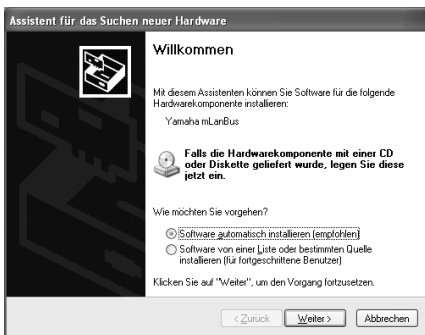 Assistent für das Suchen neuer Hardware
Willkommen
Mit diesem Assistenten können Sie Software für die folgende
Hardwarekomponente installieren:
Yamaha mLanBus
Falls die Hardwarekomponente mit einer CD
oder Diskette geliefert wurde, legen Sie diese
jetzt ein.
Wie möchten Sie vorgehen?
Software automatisch installieren (empfohlen)
Software von einer Liste oder bestimmten Quelle
installieren (für fortgeschrittene Benutzer)
Klicken Sie auf "Weiter", um den Vorgang fortzusetzen.
< Zurück Weiter > Abbrechen